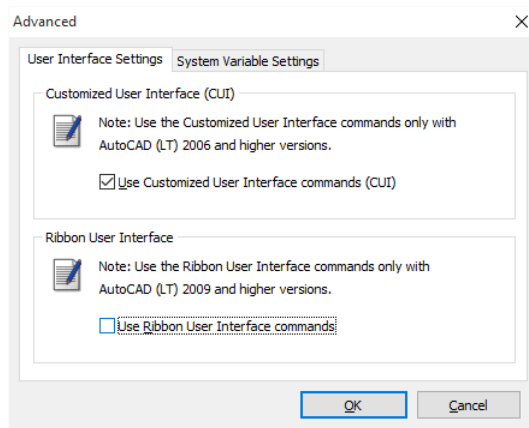 Advanced
User Interface Settings
System Variable Settings
Customized User Interface (CUI)
Note: Use the Customized User Interface commands only with
AutoCAD (LT) 2006 and higher versions.
Use Customized User Interface commands (CUI)
Ribbon User Interface
Note: Use the Ribbon User Interface commands only with
AutoCAD (LT) 2009 and higher versions.
Use Ribbon User Interface commands
OK
Cancel